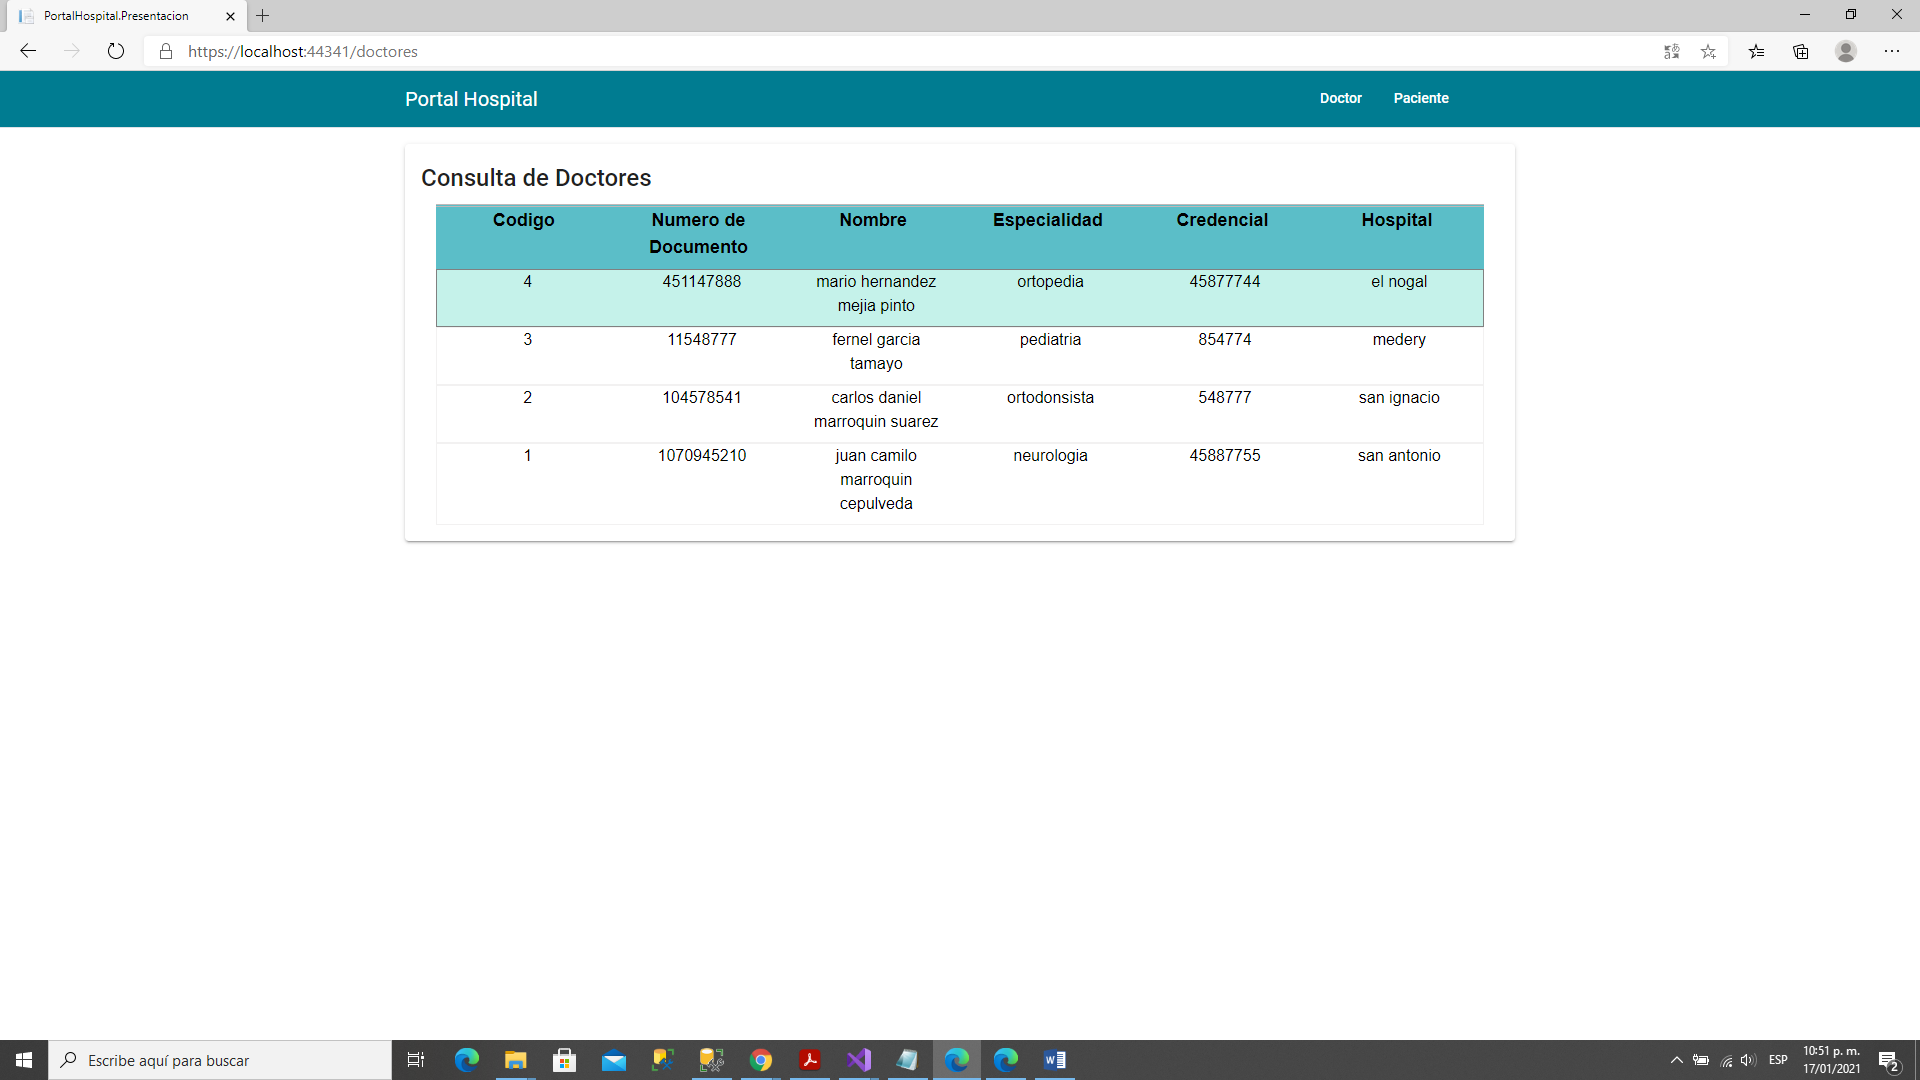 PortalHospital.Presentacion
https://localhost:44341/doctores
Portal Hospital
Doctor
Paciente
Consulta de Doctores
Codigo Numero de Nombre Especialidad Credencial Hospital
Documento
4 451147888 mario hernandez ortopedia 45877744 el nogal
mejia pinto
3 11548777 fernel garcia pediatria 854774 medery
tamayo
2 104578541 carlos daniel ortodonsista 548777 san ignacio
marroquin suarez
1 1070945210 juan camilo neurologia 45887755 san antonio
marroquin
cepulveda
Escribe aquí para buscar
ESP
10:51 p. m.
17/01/2021
2